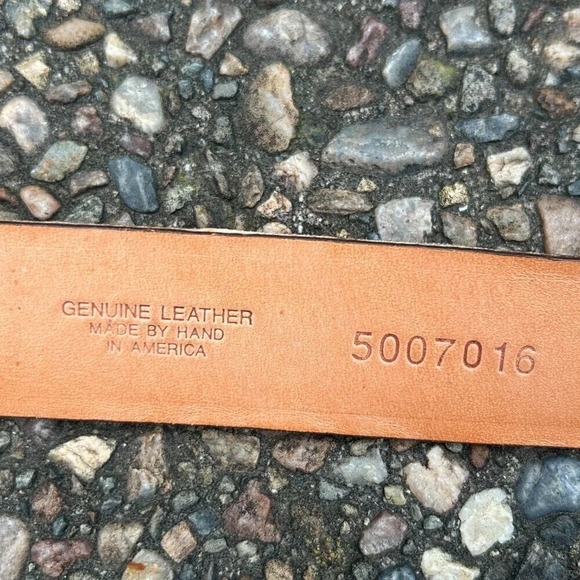 GENUINE LEATHER
MADE BY HAND
IN AMERICA
5007016